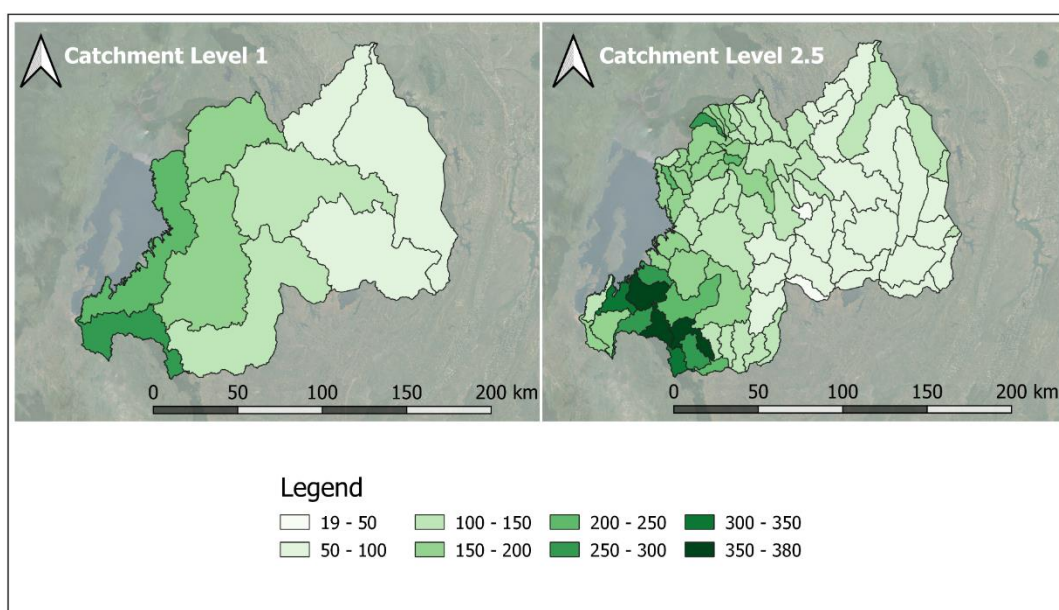 Catchment Level 1
Catchment Level 2.5
0 50 100 150 200 km
0 50 100 150 200 km
Legend
19 - 50
100 - 150
200 - 250
300 - 350
50 - 100
150 - 200
250 - 300
350 - 380